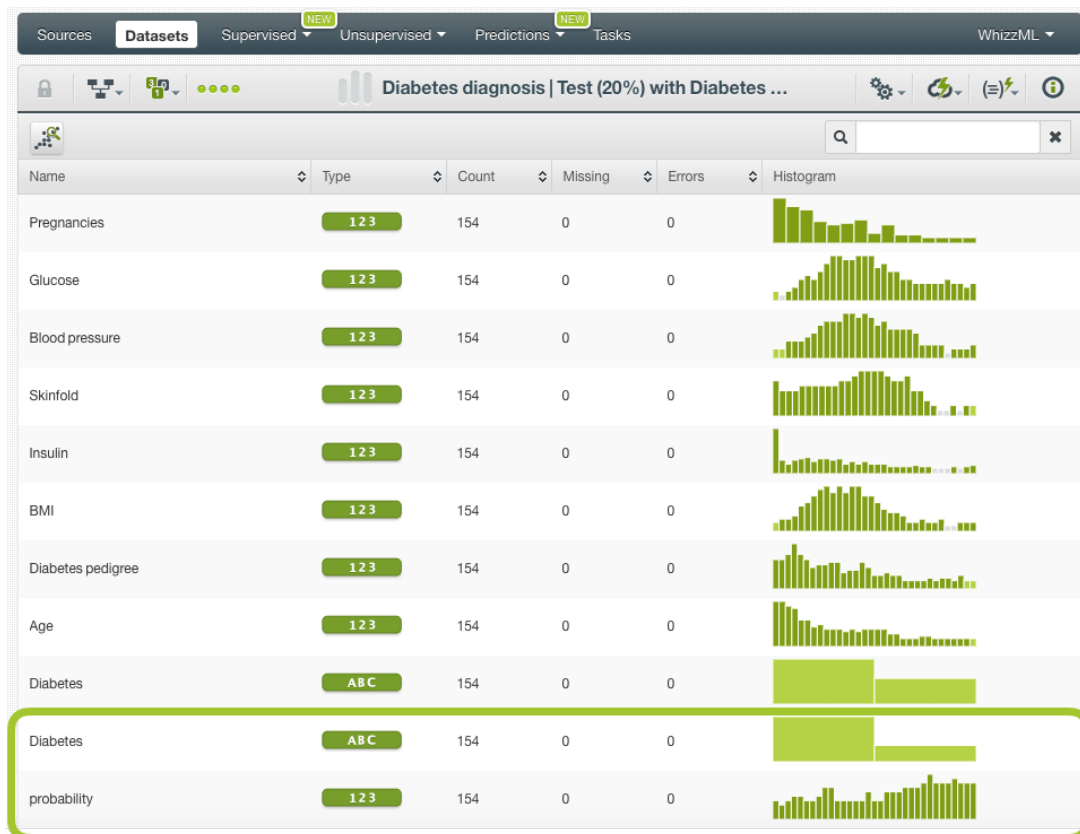 NEW NEW
Sources Datasets Supervised Unsupervised Predictions Tasks WhizzML
Diabetes diagnosis | Test (20%) with Diabetes ...
Name Type Count Missing Errors Histogram
Pregnancies 123 154 0 0
Glucose 123 154 0 0
Blood pressure 123 154 0 0
Skinfold 123 154 0 0
Insulin 123 154 0 0
BMI 123 154 0 0
Diabetes pedigree 123 154 0 0
Age 123 154 0 0
Diabetes ABC 154 0 0
Diabetes ABC 154 0 0
probability 123 154 0 0